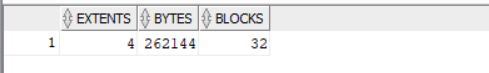 EXTENTS BYTES BLOCKS
1 4 262144 32